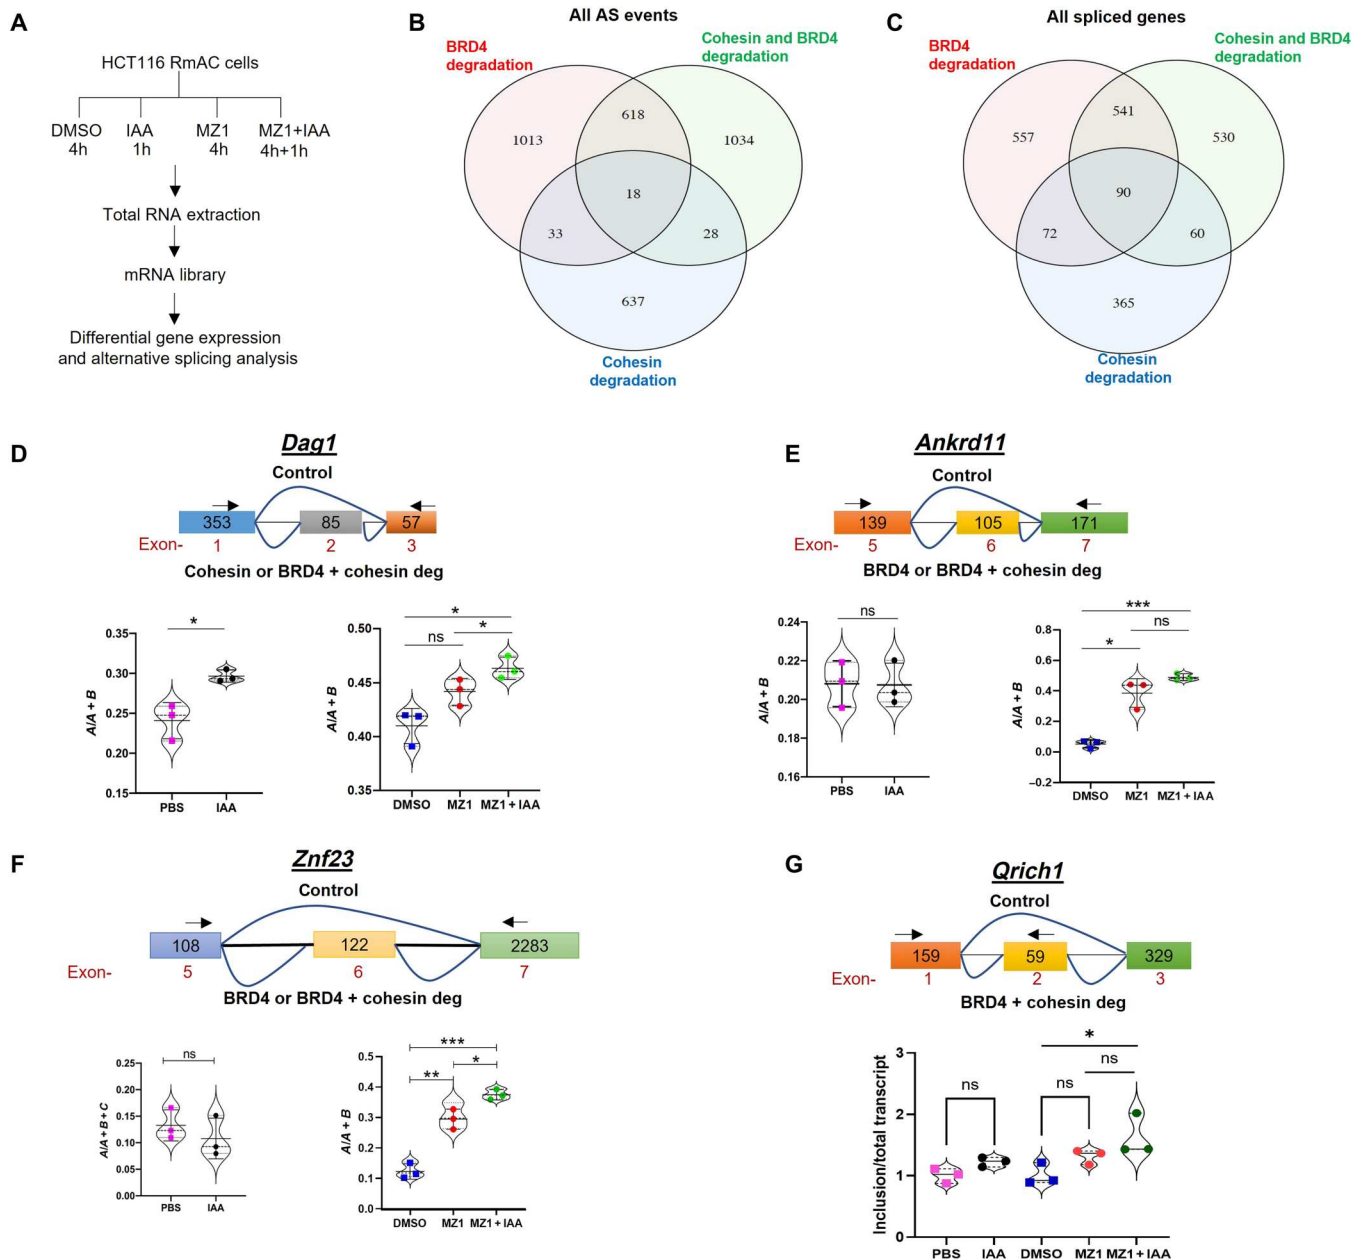 A
HCT116 RmAC cells
DMSO IAA MZ1 MZ1+IAA
4h 1h 4h 4h+1h
Total RNA extraction
mRNA library
Differential gene expression
and alternative splicing analysis
B
All AS events
BRD4
degradation
Cohesin and BRD4
degradation
618
1013
1034
18
33
28
637
Cohesin
degradation
C
All spliced genes
BRD4
degradation
Cohesin and BRD4
degradation
541
557
530
90
72
60
365
Cohesin
degradation
D
Dag1
Control
353 85 57
Exon- 1 2 3
Cohesin or BRD4 + cohesin deg
*
0.35
0.30
0.25
0.20
0.15
A/A + B
PBS IAA
*
ns *
0.50
0.45
0.40
0.35
A/A + B
DMSO MZ1 MZ1 + IAA
E
Ankrd11
Control
139 105 171
Exon- 5 6 7
BRD4 or BRD4 + cohesin deg
ns
0.24
0.22
0.20
0.18
0.16
A/A + B
PBS IAA
***
* ns
0.8
0.6
0.4
0.2
0.0
–0.2
A/A + B
DMSO MZ1 MZ1 + IAA
F
Znf23
Control
108 122 2283
Exon- 5 6 7
BRD4 or BRD4 + cohesin deg
ns
0.25
0.20
0.15
0.10
0.05
0.00
A/A + B + C
PBS IAA
***
** *
0.5
0.4
0.3
0.2
0.1
0.0
A/A + B
DMSO MZ1 MZ1 + IAA
G
Qrich1
Control
159 59 329
Exon- 1 2 3
BRD4 + cohesin deg
*
ns ns ns
3
2
1
0
Inclusion/total transcript
PBS IAA DMSO MZ1 MZ1 + IAA